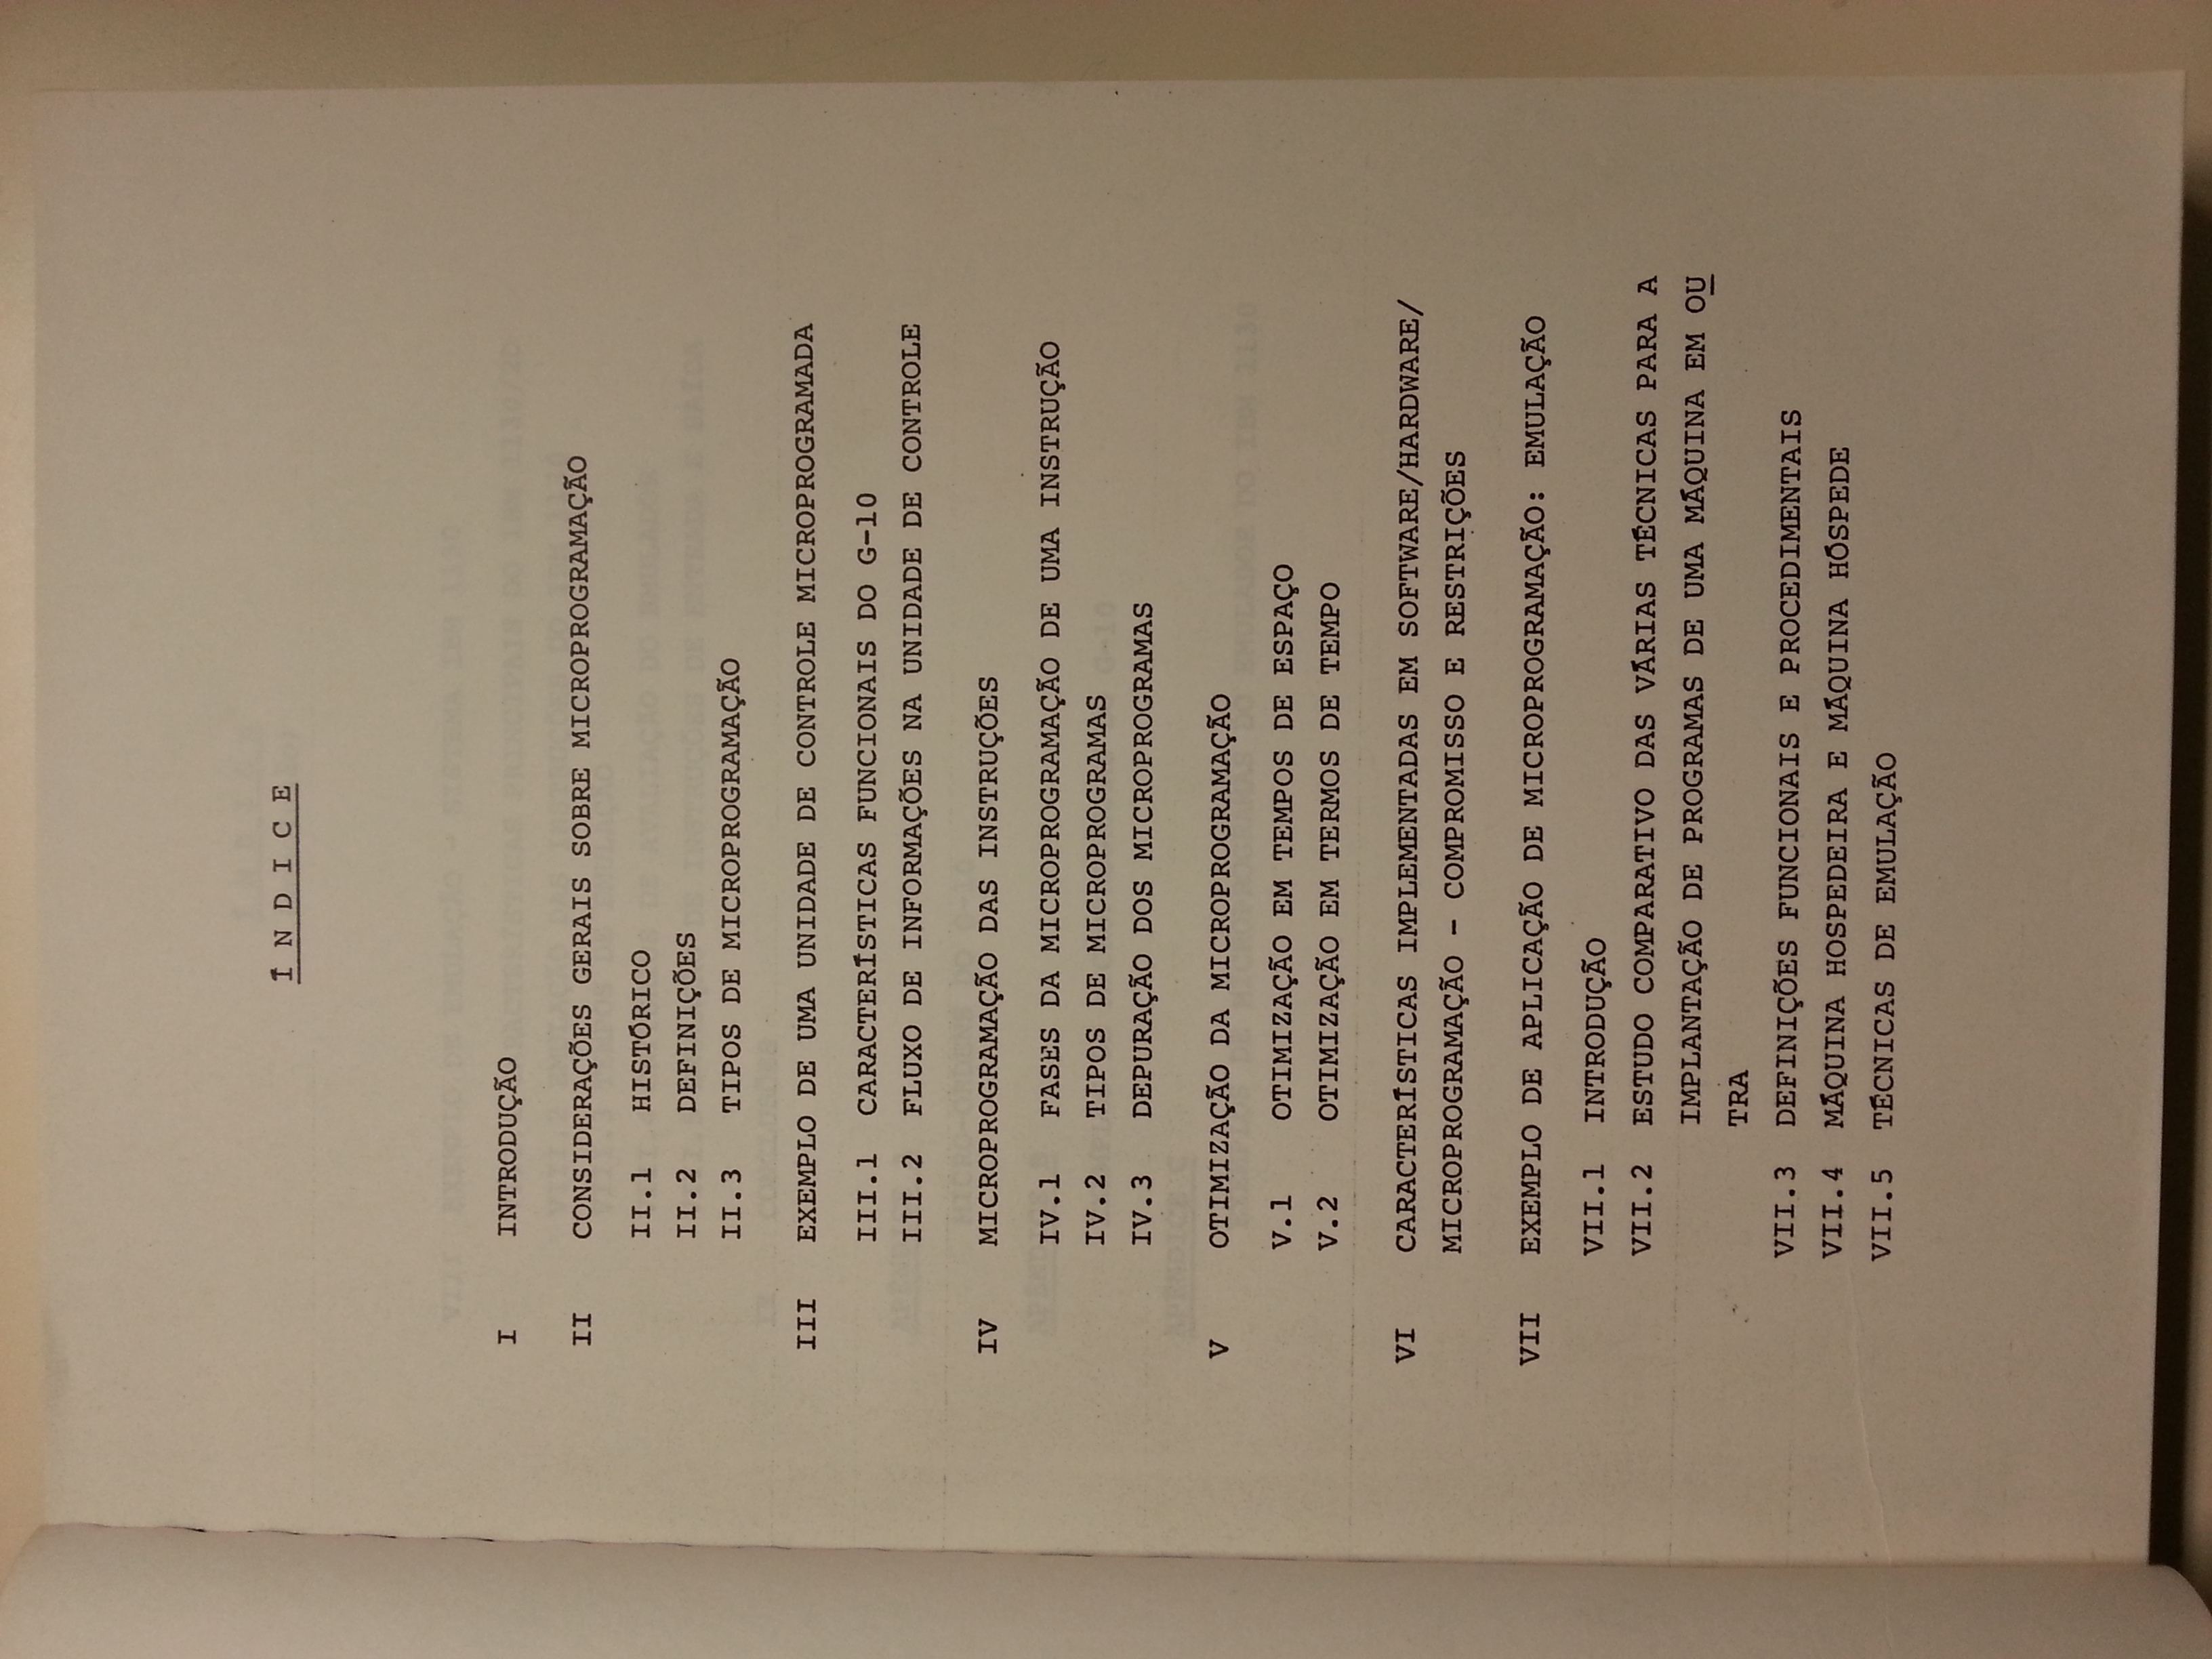 Í N D I C E
I INTRODUÇÃO
II CONSIDERAÇÕES GERAIS SOBRE MICROPROGRAMAÇÃO
II.1 HISTÓRICO
II.2 DEFINIÇÕES
II.3 TIPOS DE MICROPROGRAMAÇÃO
III EXEMPLO DE UMA UNIDADE DE CONTROLE MICROPROGRAMADA
III.1 CARACTERÍSTICAS FUNCIONAIS DO G-10
III.2 FLUXO DE INFORMAÇÕES NA UNIDADE DE CONTROLE
IV MICROPROGRAMAÇÃO DAS INSTRUÇÕES
IV.1 FASES DA MICROPROGRAMAÇÃO DE UMA INSTRUÇÃO
IV.2 TIPOS DE MICROPROGRAMAS
IV.3 DEPURAÇÃO DOS MICROPROGRAMAS
V OTIMIZAÇÃO DA MICROPROGRAMAÇÃO
V.1 OTIMIZAÇÃO EM TEMPOS DE ESPAÇO
V.2 OTIMIZAÇÃO EM TERMOS DE TEMPO
VI CARACTERÍSTICAS IMPLEMENTADAS EM SOFTWARE/HARDWARE/
MICROPROGRAMAÇÃO - COMPROMISSO E RESTRIÇÕES
VII EXEMPLO DE APLICAÇÃO DE MICROPROGRAMAÇÃO: EMULAÇÃO
VII.1 INTRODUÇÃO
VII.2 ESTUDO COMPARATIVO DAS VÁRIAS TÉCNICAS PARA A
IMPLANTAÇÃO DE PROGRAMAS DE UMA MÁQUINA EM OU
TRA
VII.3 DEFINIÇÕES FUNCIONAIS E PROCEDIMENTAIS
VII.4 MÁQUINA HOSPEDEIRA E MÁQUINA HÓSPEDE
VII.5 TÉCNICAS DE EMULAÇÃO